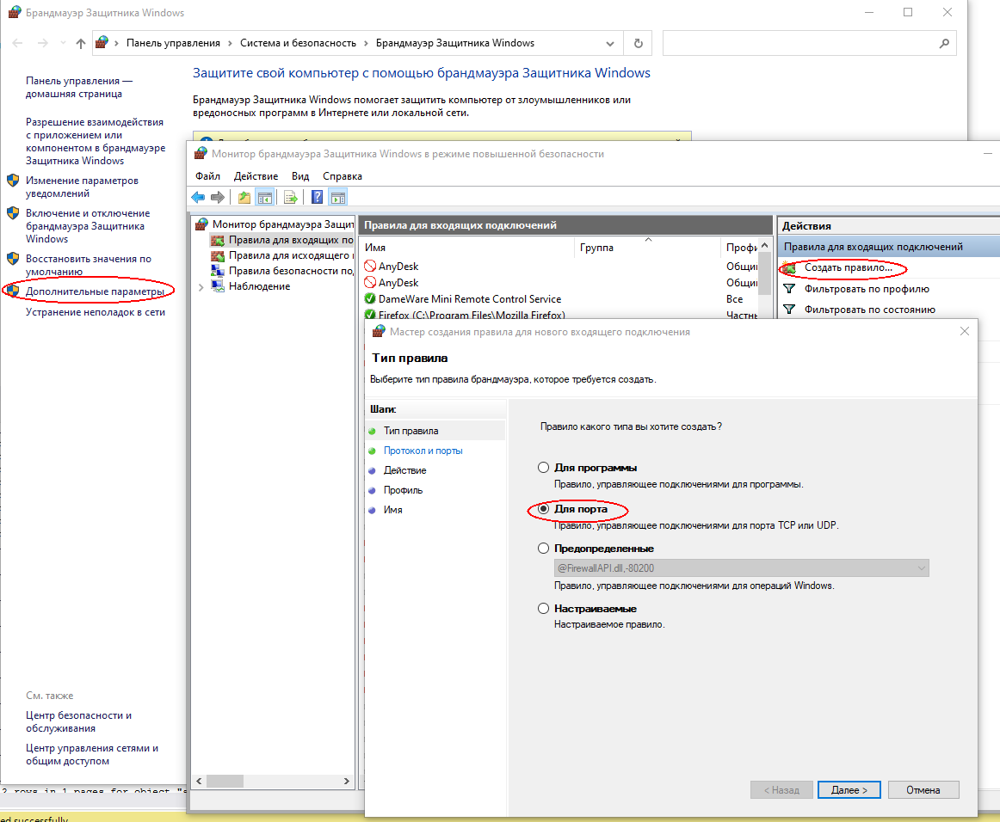 Брандмауэр Защитника Windows
Панель управления > Система и безопасность > Брандмауэр Защитника Windows
Панель управления —
домашняя страница
Разрешение взаимодействия
с приложением или
компонентом в брандмауэре
Защитника Windows
Изменение параметров
уведомлений
Включение и отключение
брандмауэра Защитника
Windows
Восстановить значения по
умолчанию
Дополнительные параметры
Устранение неполадок в сети
См. также
Центр безопасности и
обслуживания
Центр управления сетями и
общим доступом
Защитите свой компьютер с помощью брандмауэра Защитника Windows
Брандмауэр Защитника Windows помогает защитить компьютер от злоумышленников или
вредоносных программ в Интернете или локальной сети.
Монитор брандмауэра Защитника Windows в режиме повышенной безопасности
Файл Действие Вид Справка
Монитор брандмауэра Защит
Правила для входящих по
Правила для исходящего
Правила безопасности по
Наблюдение
Правила для входящих подключений
Имя Группа Профи
AnyDesk Общи
AnyDesk Общи
DameWare Mini Remote Control Service Все
Firefox (C:\Program Files\Mozilla Firefox) Частны
Действия
Правила для входящих подключений
Создать правило...
Фильтровать по профилю
Фильтровать по состоянию
Мастер создания правила для нового входящего подключения
Тип правила
Выберите тип правила брандмауэра, которое требуется создать.
Шаги:
Тип правила
Протокол и порты
Действие
Профиль
Имя
Правило какого типа вы хотите создать?
Для программы
Правило, управляющее подключениями для программы.
Для порта
Правило, управляющее подключениями для порта TCP или UDP.
Предопределенные
@FirewallAPI.dll,-80200
Правило, управляющее подключениями для операций Windows.
Настраиваемые
Настраиваемое правило.
< Назад Далее > Отмена
rows in 1 pages for object "
ed successfully